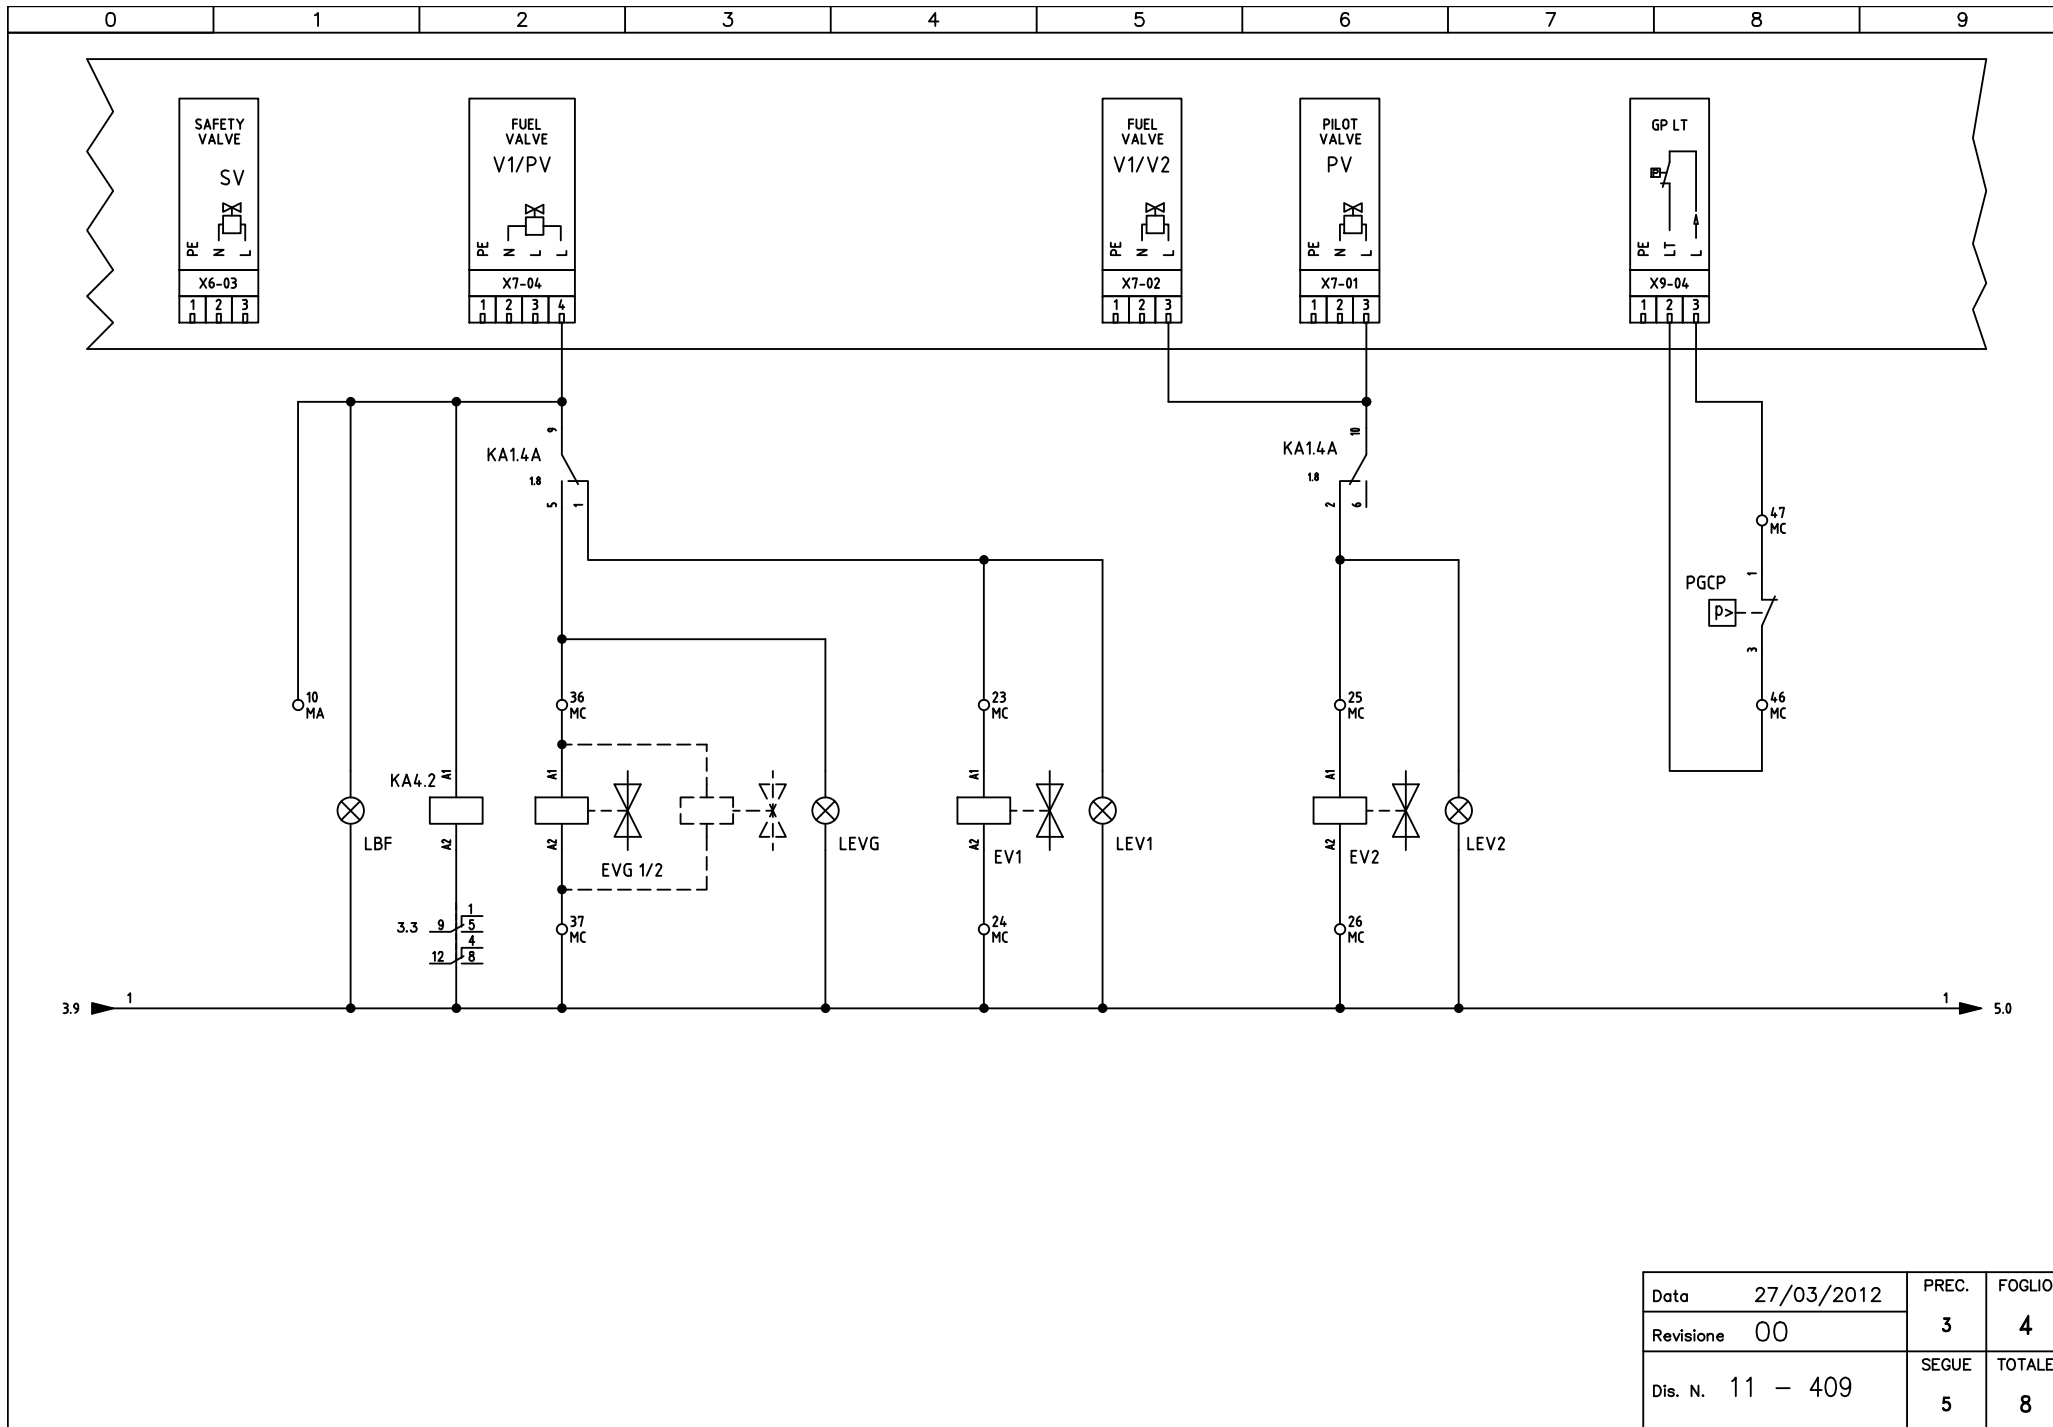 0 1 2 3 4 5 6 7 8 9
SAFETY
VALVE
SV
PE N L
X6-03
1 2 3
FUEL
VALVE
V1/PV
PE N L L
X7-04
1 2 3 4
FUEL
VALVE
V1/V2
PE N L
X7-02
1 2 3
PILOT
VALVE
PV
PE N L
X7-01
1 2 3
GP LT
P
PE LT L
X9-04
1 2 3
9
KA1.4A
1.8
5 1
10
KA1.4A
1.8
2 6
47
MC
1
PGCP
P>
3
46
MC
10
MA
36
MC
23
MC
25
MC
KA4.2
A1
A1
A1
A1
LBF
A2
A2
EVG 1/2
LEVG
A2
EV1
LEV1
A2
EV2
LEV2
3.3 9 1
5
4
12 8
37
MC
24
MC
26
MC
3.9 1
1 5.0
Data 27/03/2012
PREC.
3
FOGLIO
4
Revisione 00
Dis. N. 11 - 409
SEGUE
5
TOTALE
8